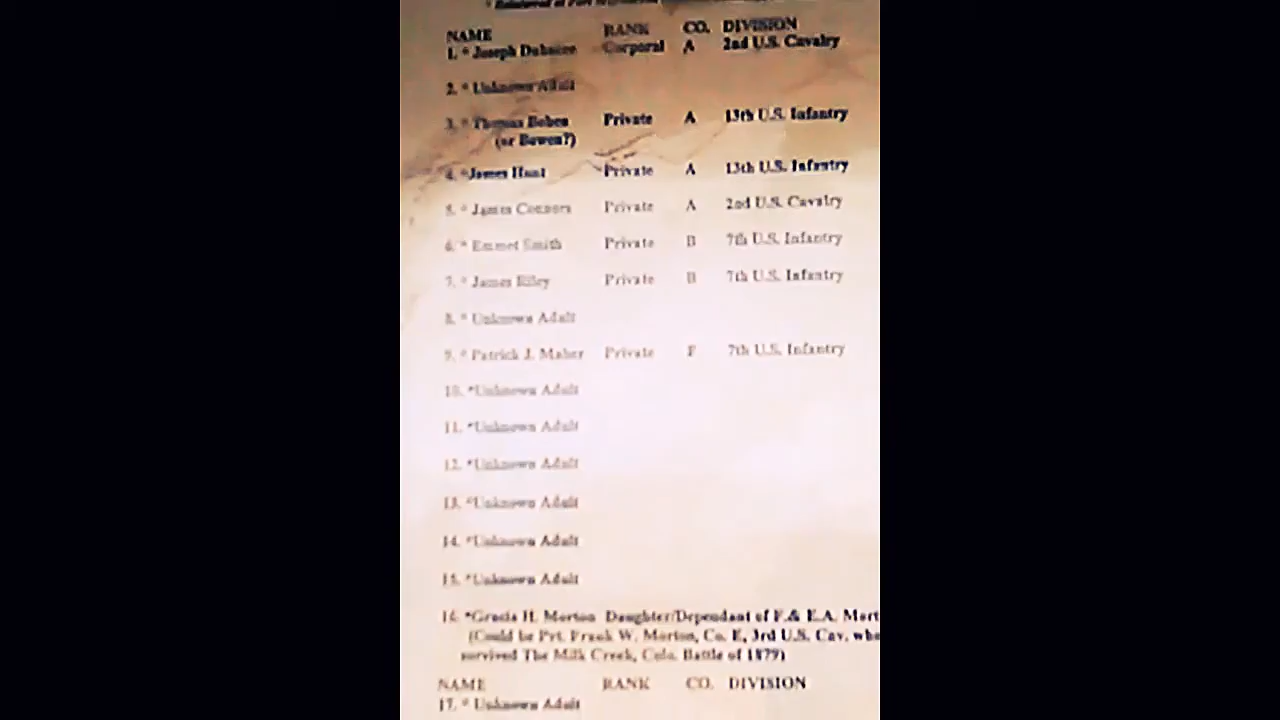 NAME RANK CO. DIVISION
1. * Joseph Corporal A 2nd U.S. Cavalry
2. * Unknown Adult
3. * Thomas Boben Private A 13th U.S. Infantry
(or Bowen?)
4. *James Hunt Private A 13th U.S. Infantry
5. * James Connors Private A 2nd U.S. Cavalry
6. * Emmet Smith Private B 7th U.S. Infantry
7. * James Riley Private B 7th U.S. Infantry
8. * Unknown Adult
9. * Patrick J. Maher Private F 7th U.S. Infantry
10. *Unknown Adult
11. *Unknown Adult
12. *Unknown Adult
13. *Unknown Adult
14. *Unknown Adult
15. *Unknown Adult
16. *Gracia H. Morton Daughter/Dependant of F.& E.A. Mort
(Could be Pvt. Frank W. Morton, Co. E, 3rd U.S. Cav. who
survived The Milk Creek, Colo. Battle of 1879)
NAME RANK CO. DIVISION
17. * Unknown Adult